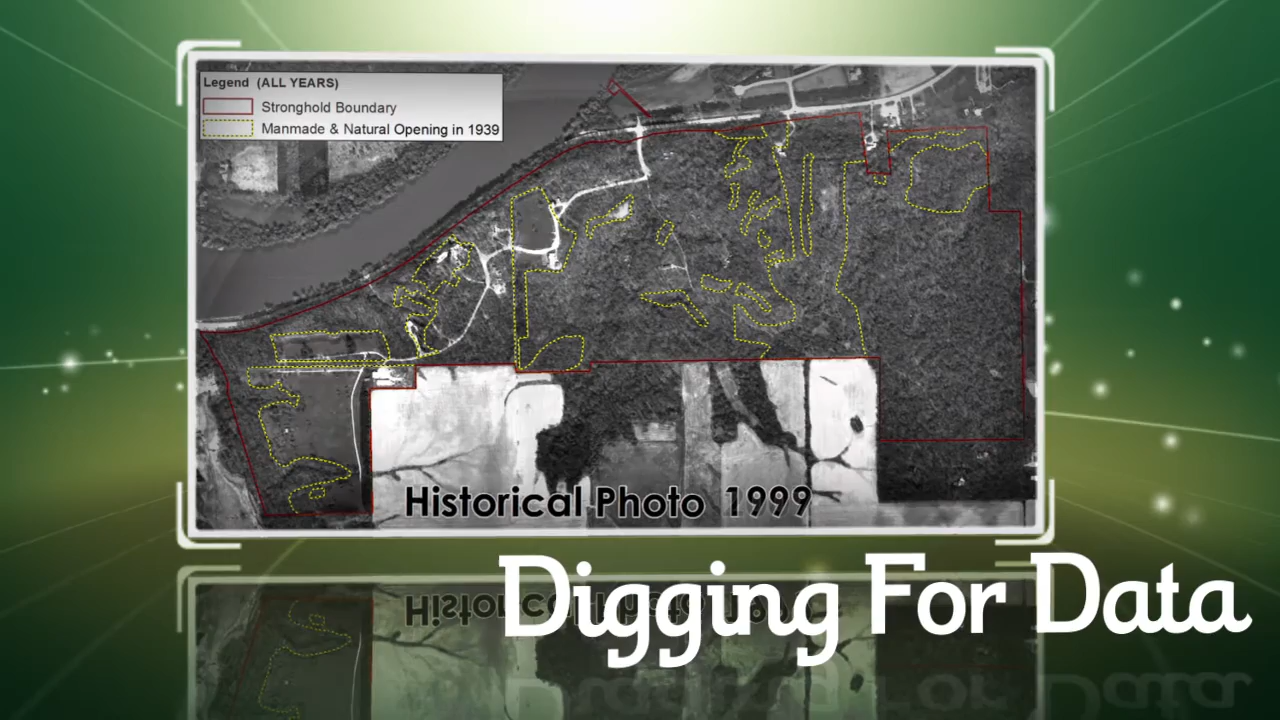 Legend (ALL YEARS)
Stronghold Boundary
Manmade & Natural Opening in 1939
Historical Photo 1999
Digging For Data